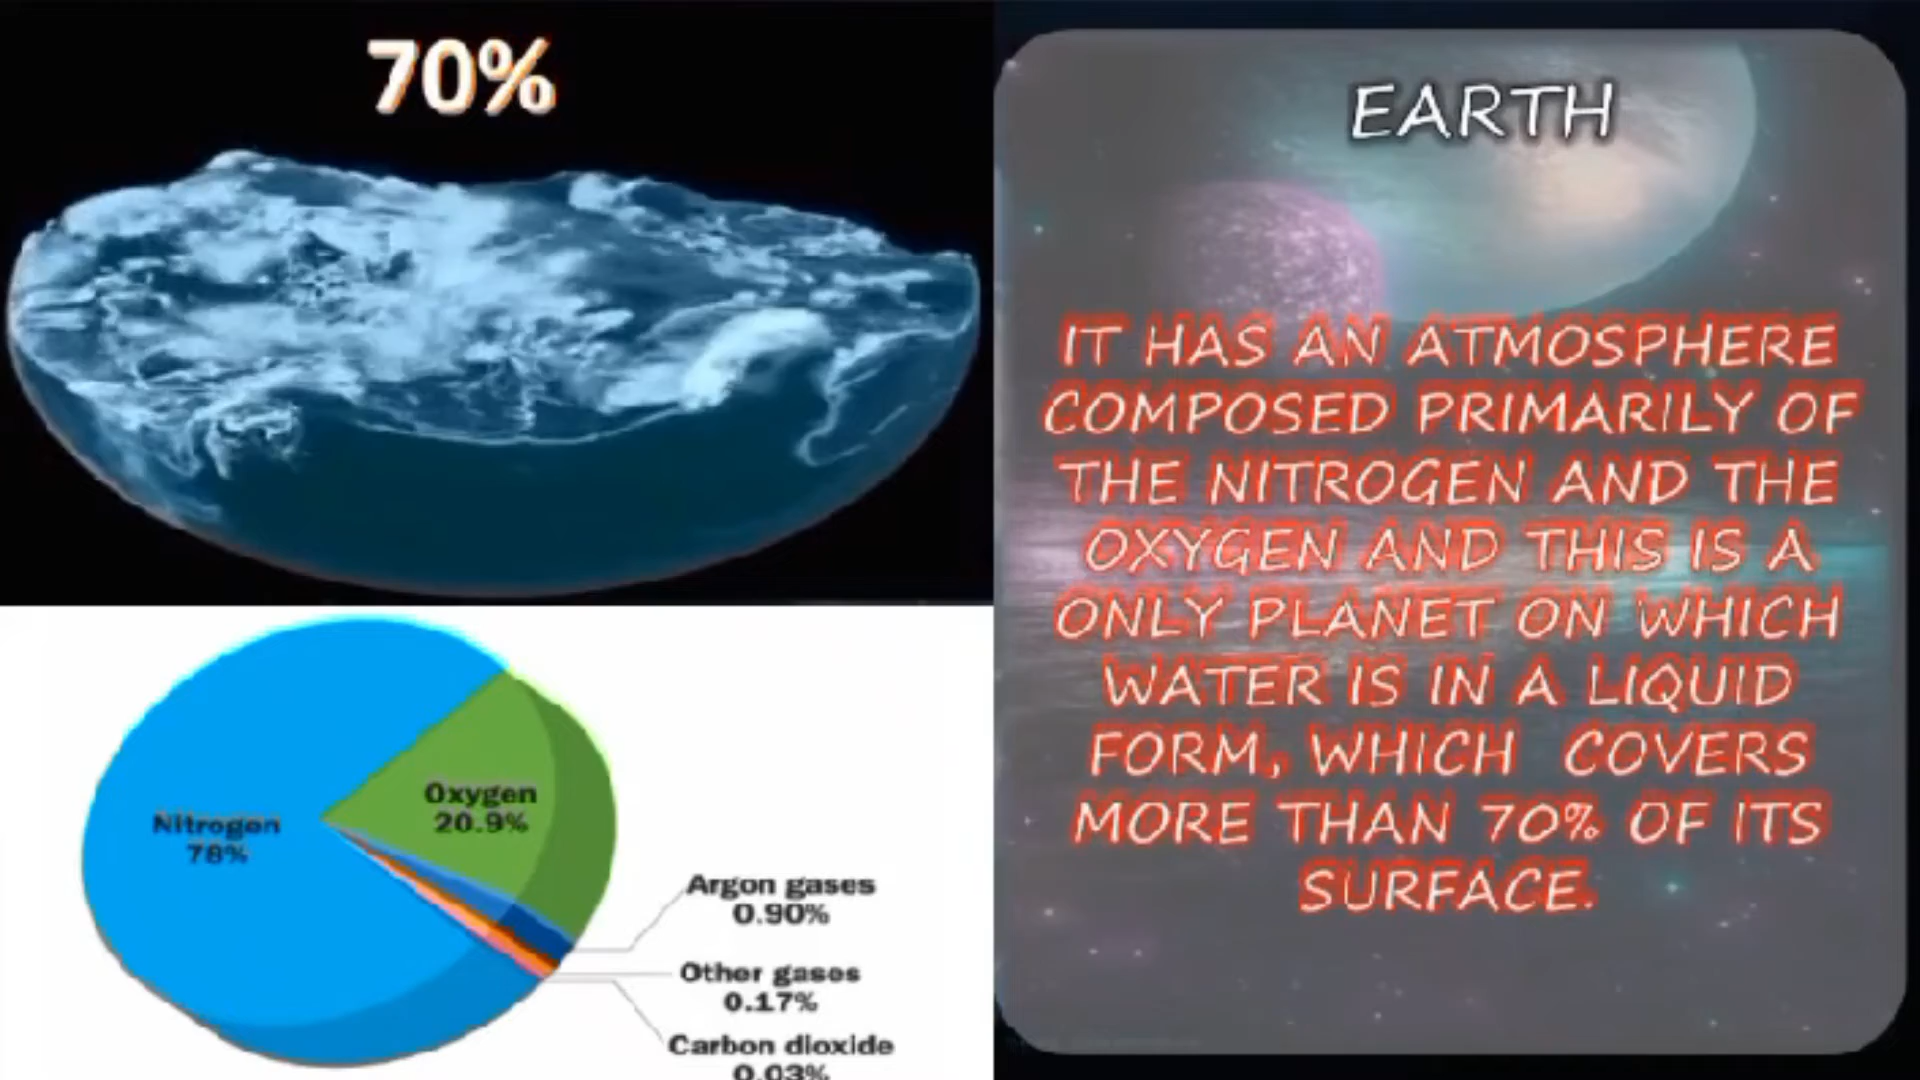 70%
EARTH
IT HAS AN ATMOSPHERE
COMPOSED PRIMARILY OF
THE NITROGEN AND THE
OXYGEN AND THIS IS A
ONLY PLANET ON WHICH
WATER IS IN A LIQUID
FORM, WHICH COVERS
MORE THAN 70% OF ITS
SURFACE.
Nitrogen
78%
Oxygen
20.9%
Argon gases
0.90%
Other gases
0.17%
Carbon dioxide
0.03%